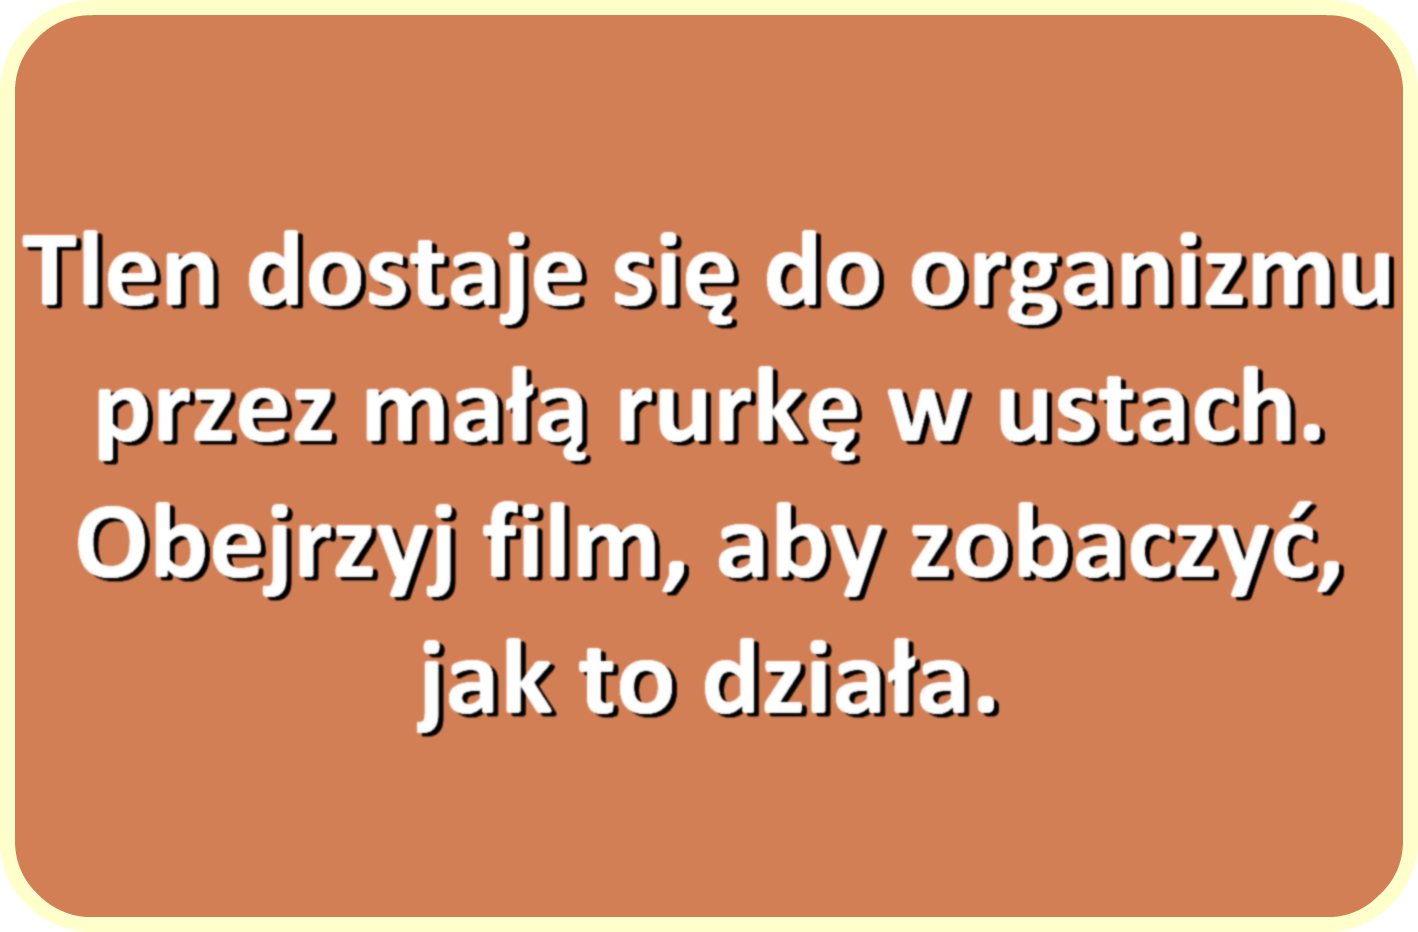 Tlen dostaje się do organizmu
przez małą rurkę w ustach.
Obejrzyj film, aby zobaczyć,
jak to działa.